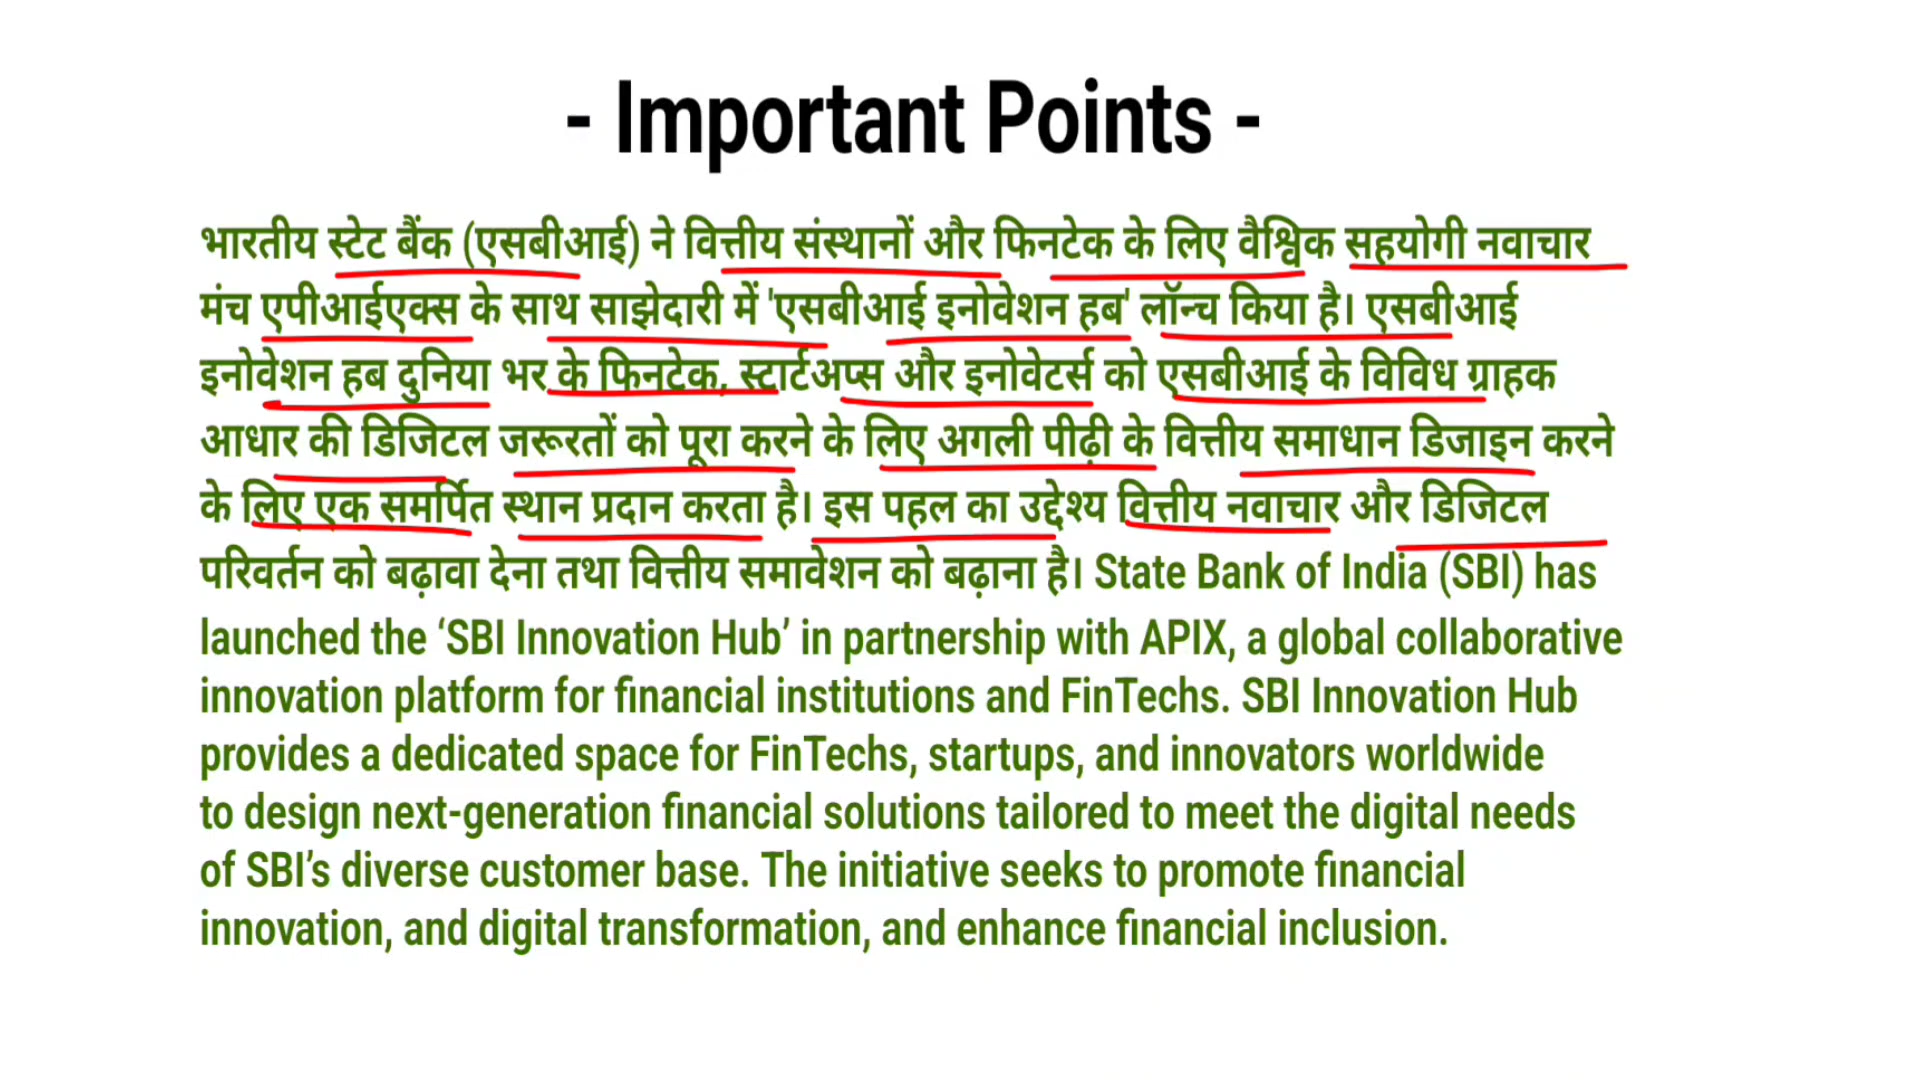 - Important Points -
भारतीय स्टेट बैंक (एसबीआई) ने वित्तीय संस्थानों और फिनटेक के लिए वैश्विक सहयोगी नवाचार
मंच एपीआईएक्स के साथ साझेदारी में 'एसबीआई इनोवेशन हब' लॉन्च किया है। एसबीआई
इनोवेशन हब दुनिया भर के फिनटेक, स्टार्टअप्स और इनोवेटर्स को एसबीआई के विविध ग्राहक
आधार की डिजिटल जरूरतों को पूरा करने के लिए अगली पीढ़ी के वित्तीय समाधान डिजाइन करने
के लिए एक समर्पित स्थान प्रदान करता है। इस पहल का उद्देश्य वित्तीय नवाचार और डिजिटल
परिवर्तन को बढ़ावा देना तथा वित्तीय समावेशन को बढ़ाना है। State Bank of India (SBI) has
launched the ‘SBI Innovation Hub’ in partnership with APIX, a global collaborative
innovation platform for financial institutions and FinTechs. SBI Innovation Hub
provides a dedicated space for FinTechs, startups, and innovators worldwide
to design next-generation financial solutions tailored to meet the digital needs
of SBI’s diverse customer base. The initiative seeks to promote financial
innovation, and digital transformation, and enhance financial inclusion.